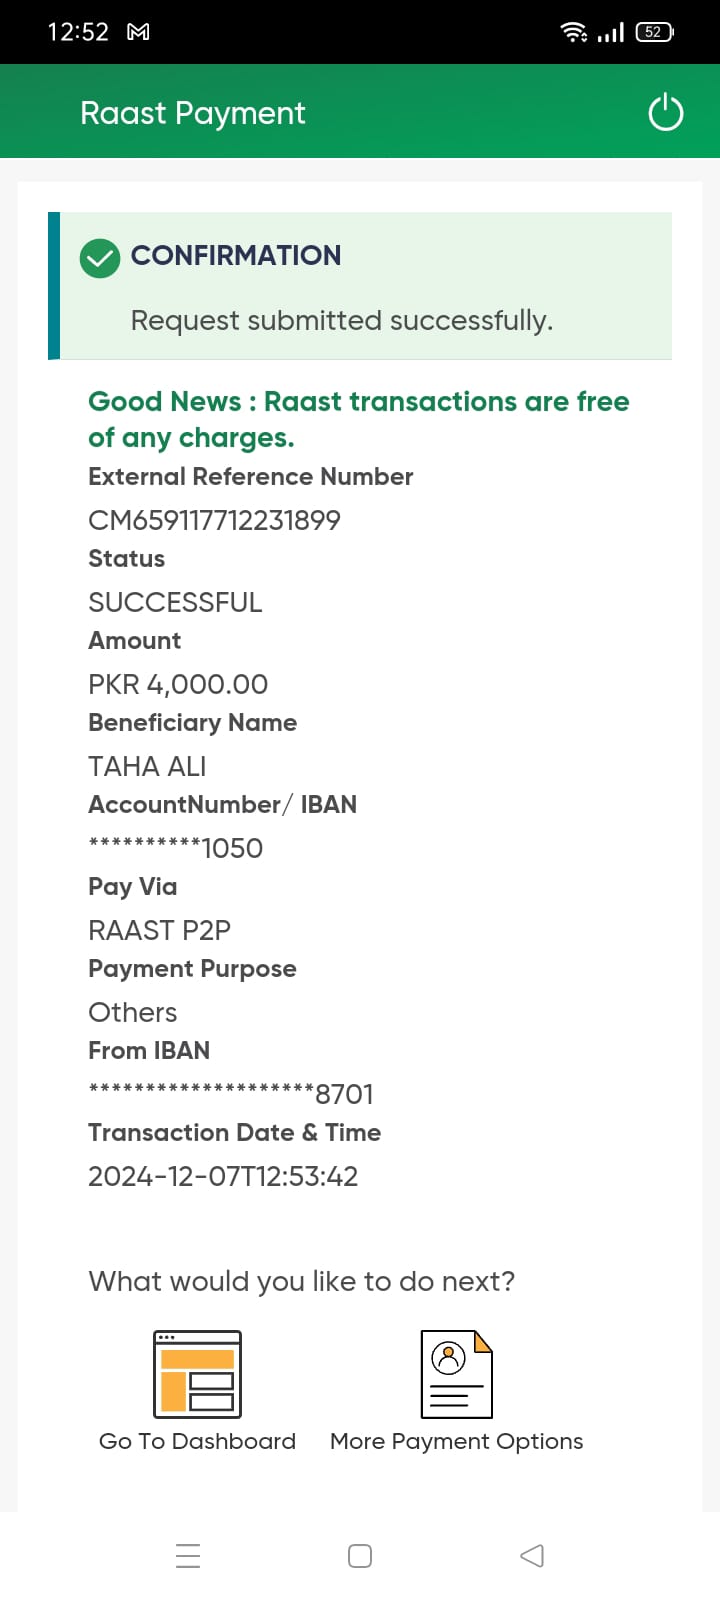 12:52
52
Raast Payment
CONFIRMATION
Request submitted successfully.
Good News : Raast transactions are free
of any charges.
External Reference Number
CM659117712231899
Status
SUCCESSFUL
Amount
PKR 4,000.00
Beneficiary Name
TAHA ALI
AccountNumber/ IBAN
**********1050
Pay Via
RAAST P2P
Payment Purpose
Others
From IBAN
********************8701
Transaction Date & Time
2024-12-07T12:53:42
What would you like to do next?
Go To Dashboard
More Payment Options